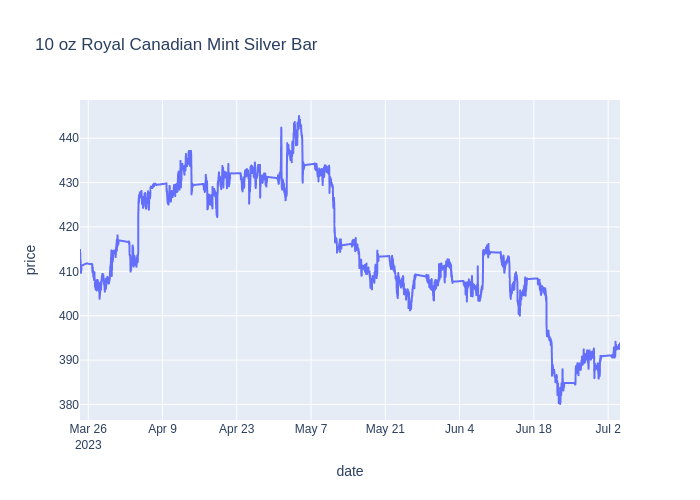 10 oz Royal Canadian Mint Silver Bar
price
440
430
420
410
400
390
380
Mar 26
2023
Apr 9
Apr 23
May 7
May 21
Jun 4
Jun 18
Jul 2
date